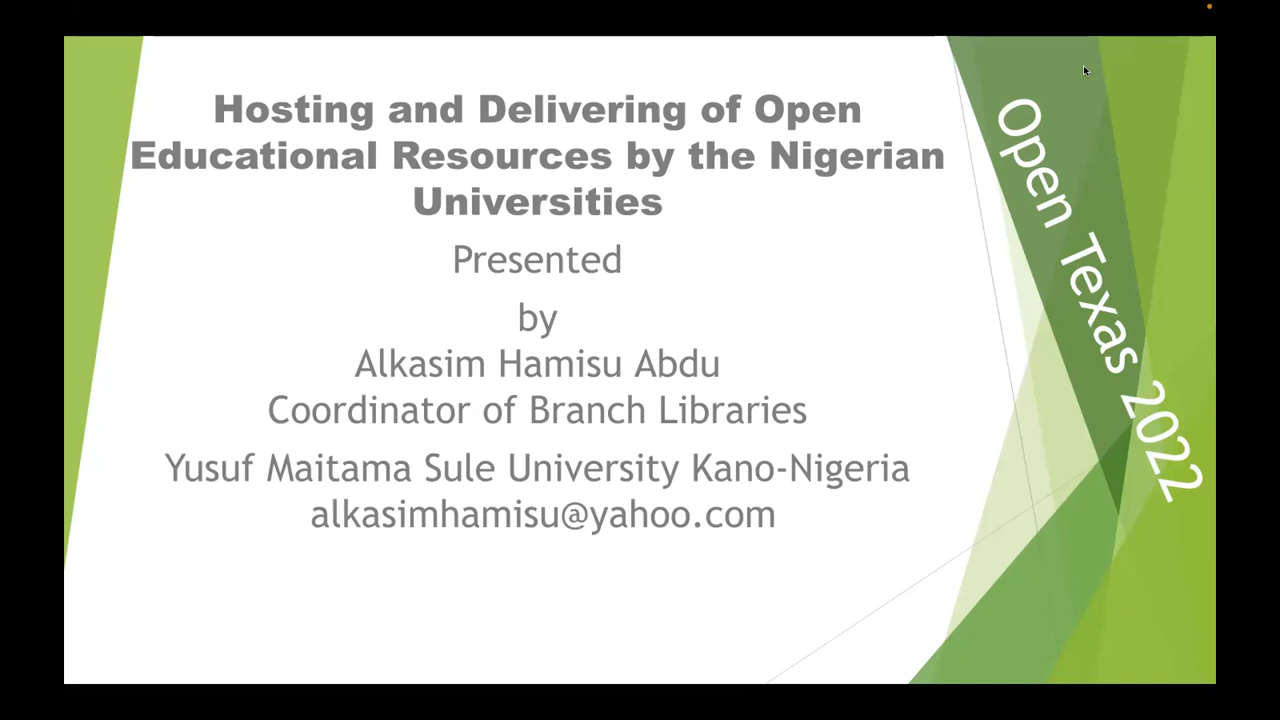 Hosting and Delivering of Open
Educational Resources by the Nigerian
Universities
Presented
by
Alkasim Hamisu Abdu
Coordinator of Branch Libraries
Yusuf Maitama Sule University Kano-Nigeria
alkasimhamisu@yahoo.com
Open Texas 2022